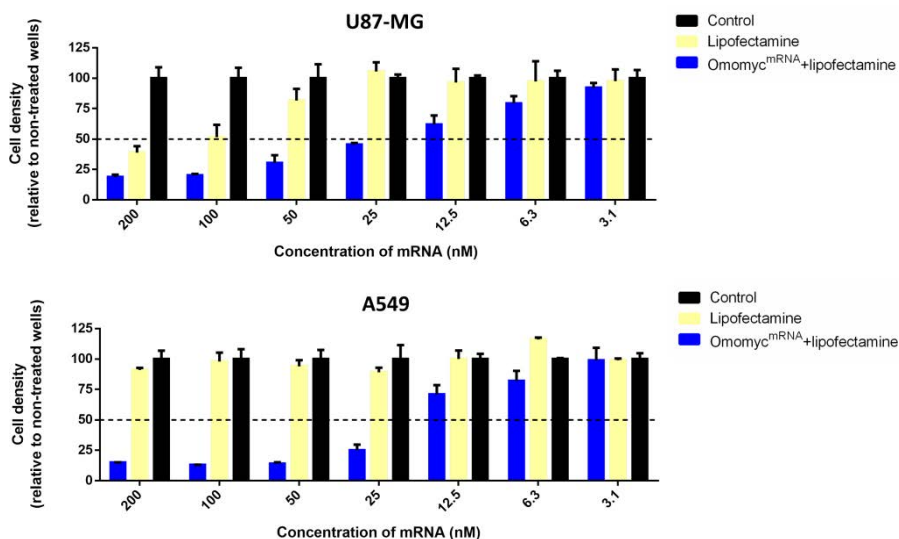 U87-MG
Control
Lipofectamine
Omomyc^mRNA+lipofectamine
Cell density
(relative to non-treated wells)
125
100
75
50
25
0
200 100 50 25 12.5 6.3 3.1
Concentration of mRNA (nM)
A549
Control
Lipofectamine
Omomyc^mRNA+lipofectamine
Cell density
(relative to non-treated wells)
125
100
75
50
25
0
200 100 50 25 12.5 6.3 3.1
Concentration of mRNA (nM)